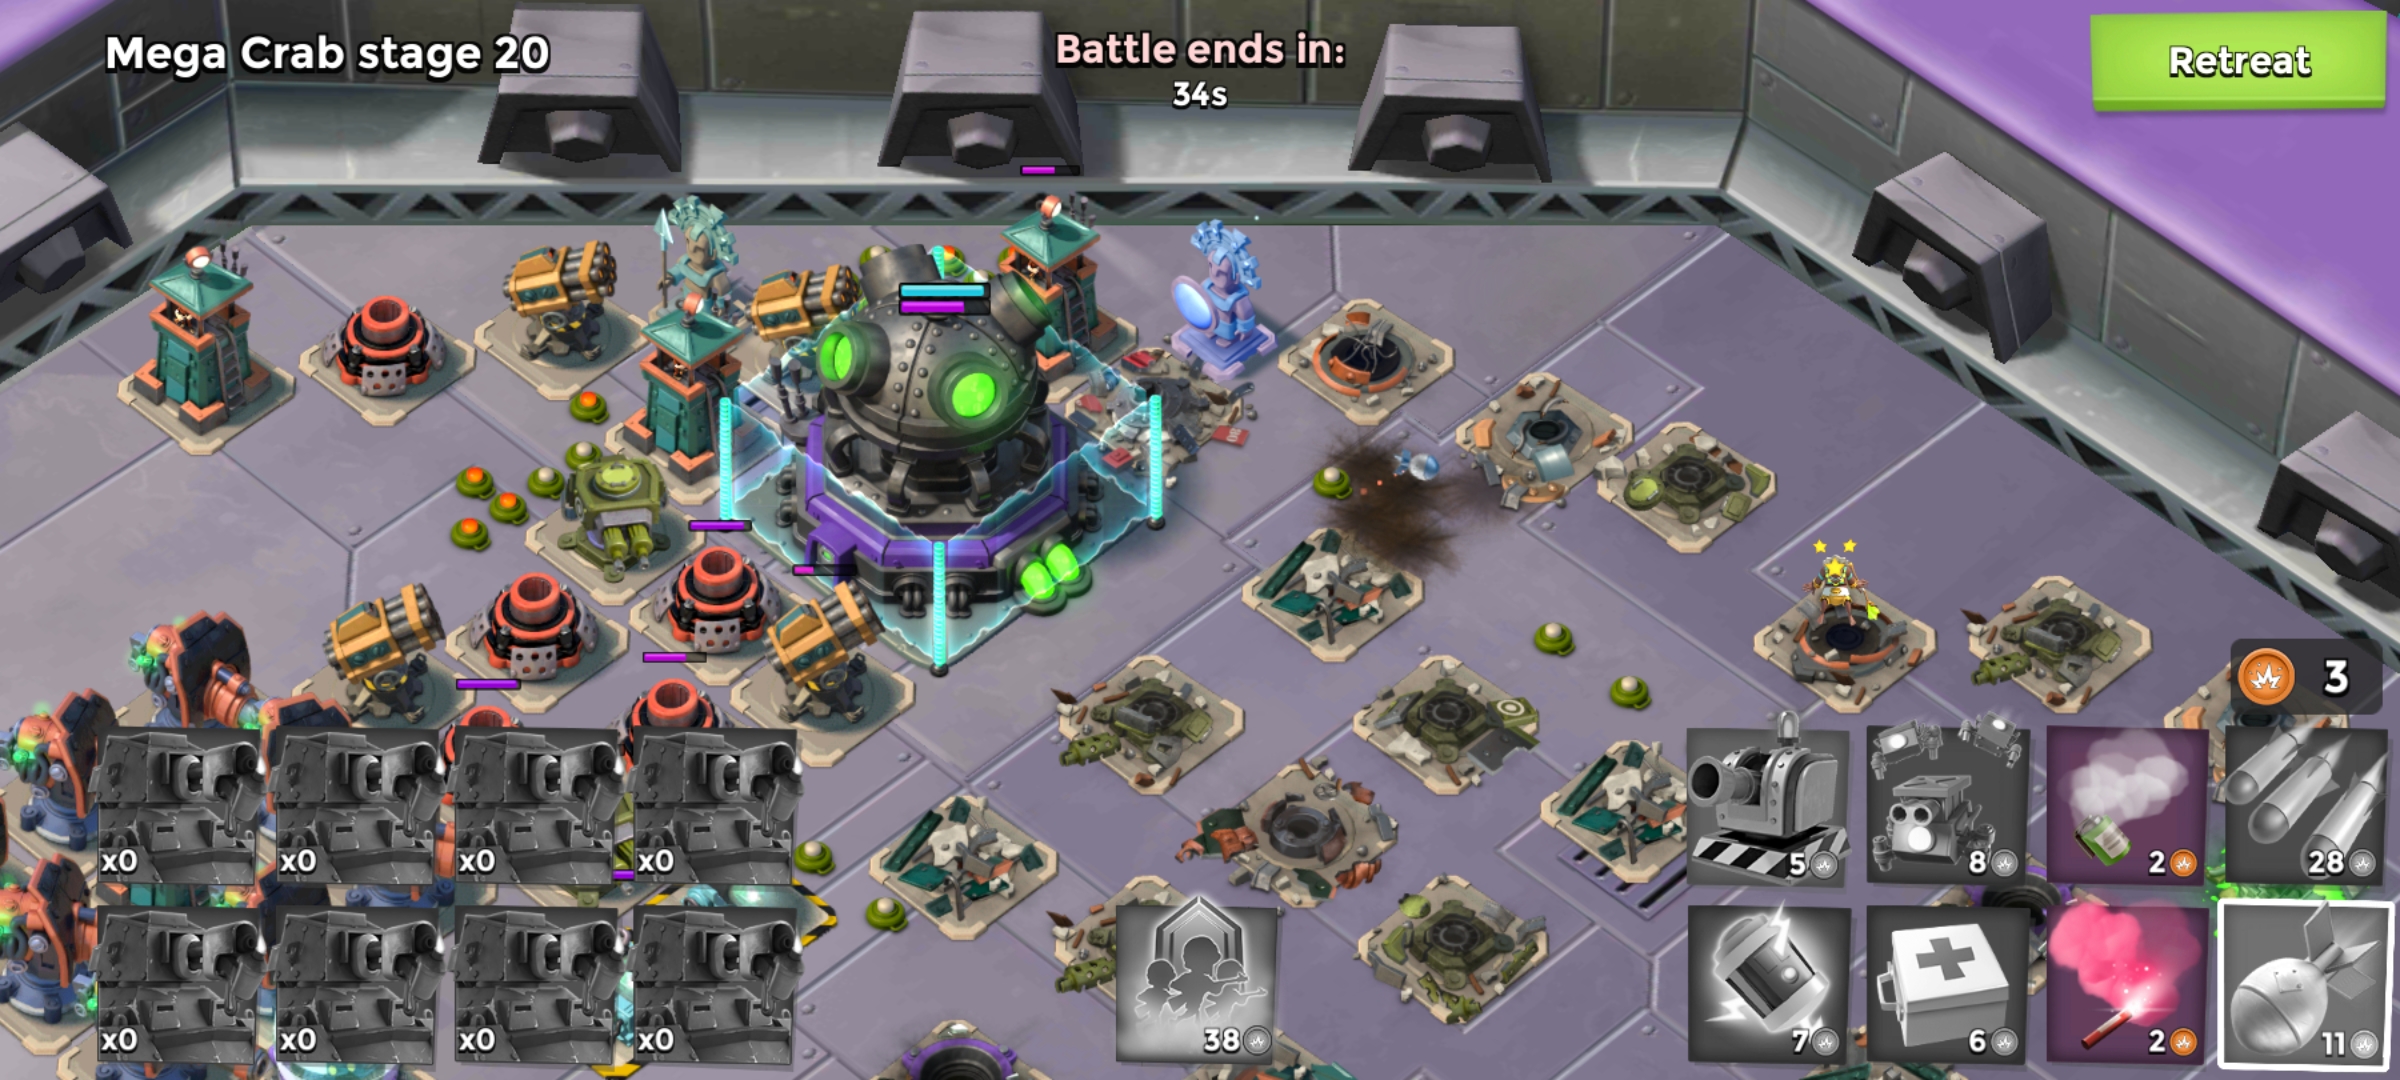 Mega Crab stage 20
Battle ends in:
34s
Retreat
3
x0
x0
x0
x0
5
8
2
28
x0
x0
x0
x0
38
7
6
2
11